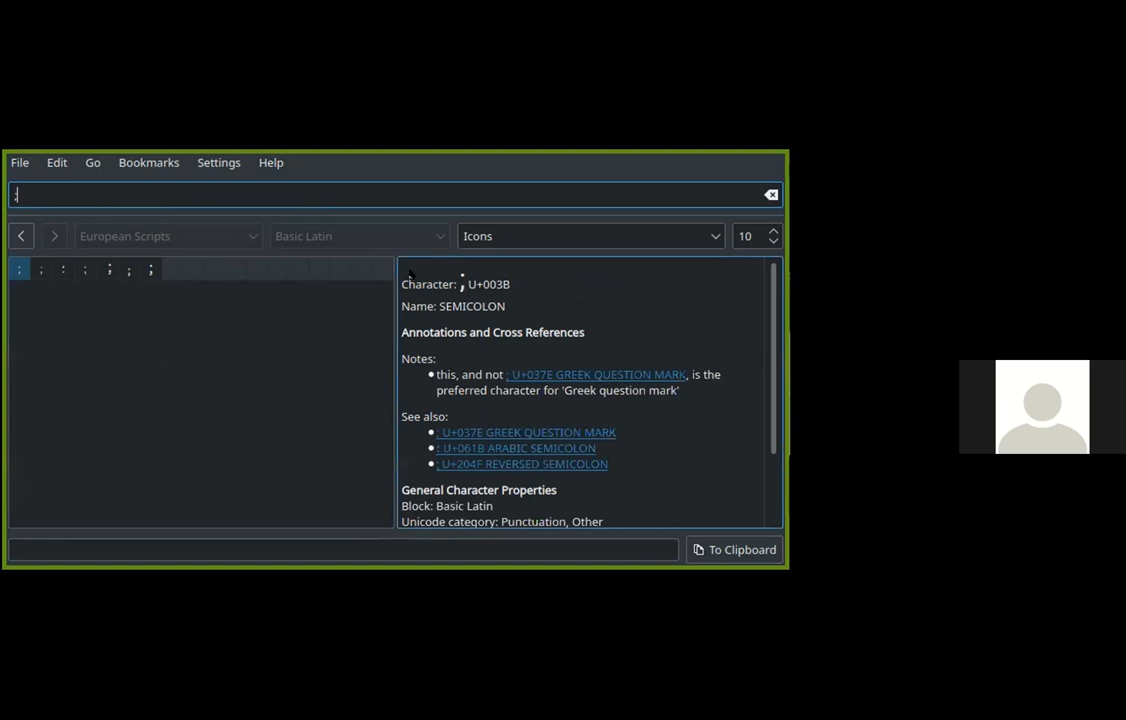 File Edit Go Bookmarks Settings Help
;
European Scripts Basic Latin Icons 10
Character: ; U+003B
Name: SEMICOLON
Annotations and Cross References
Notes:
• this, and not ; U+037E GREEK QUESTION MARK, is the
preferred character for 'Greek question mark'
See also:
• ; U+037E GREEK QUESTION MARK
• ؛ U+061B ARABIC SEMICOLON
• ⁏ U+204F REVERSED SEMICOLON
General Character Properties
Block: Basic Latin
Unicode category: Punctuation, Other
To Clipboard